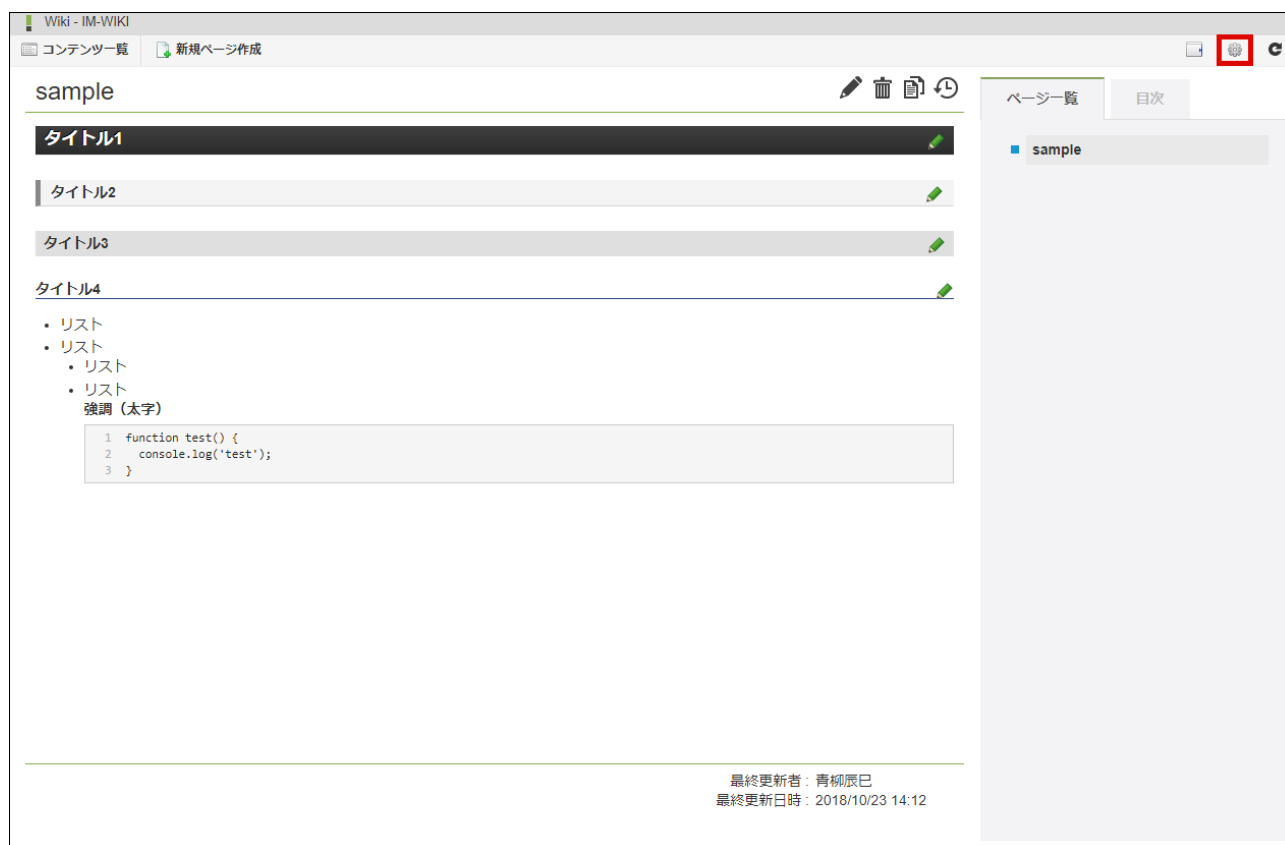 Wiki - IM-WIKI
コンテンツ一覧 新規ページ作成
sample
ページ一覧 目次
sample
タイトル1
タイトル2
タイトル3
タイトル4
• リスト
• リスト
• リスト
• リスト
強調（太字）
1 function test() {
2 console.log('test');
3 }
最終更新者 : 青柳辰巳
最終更新日時 : 2018/10/23 14:12